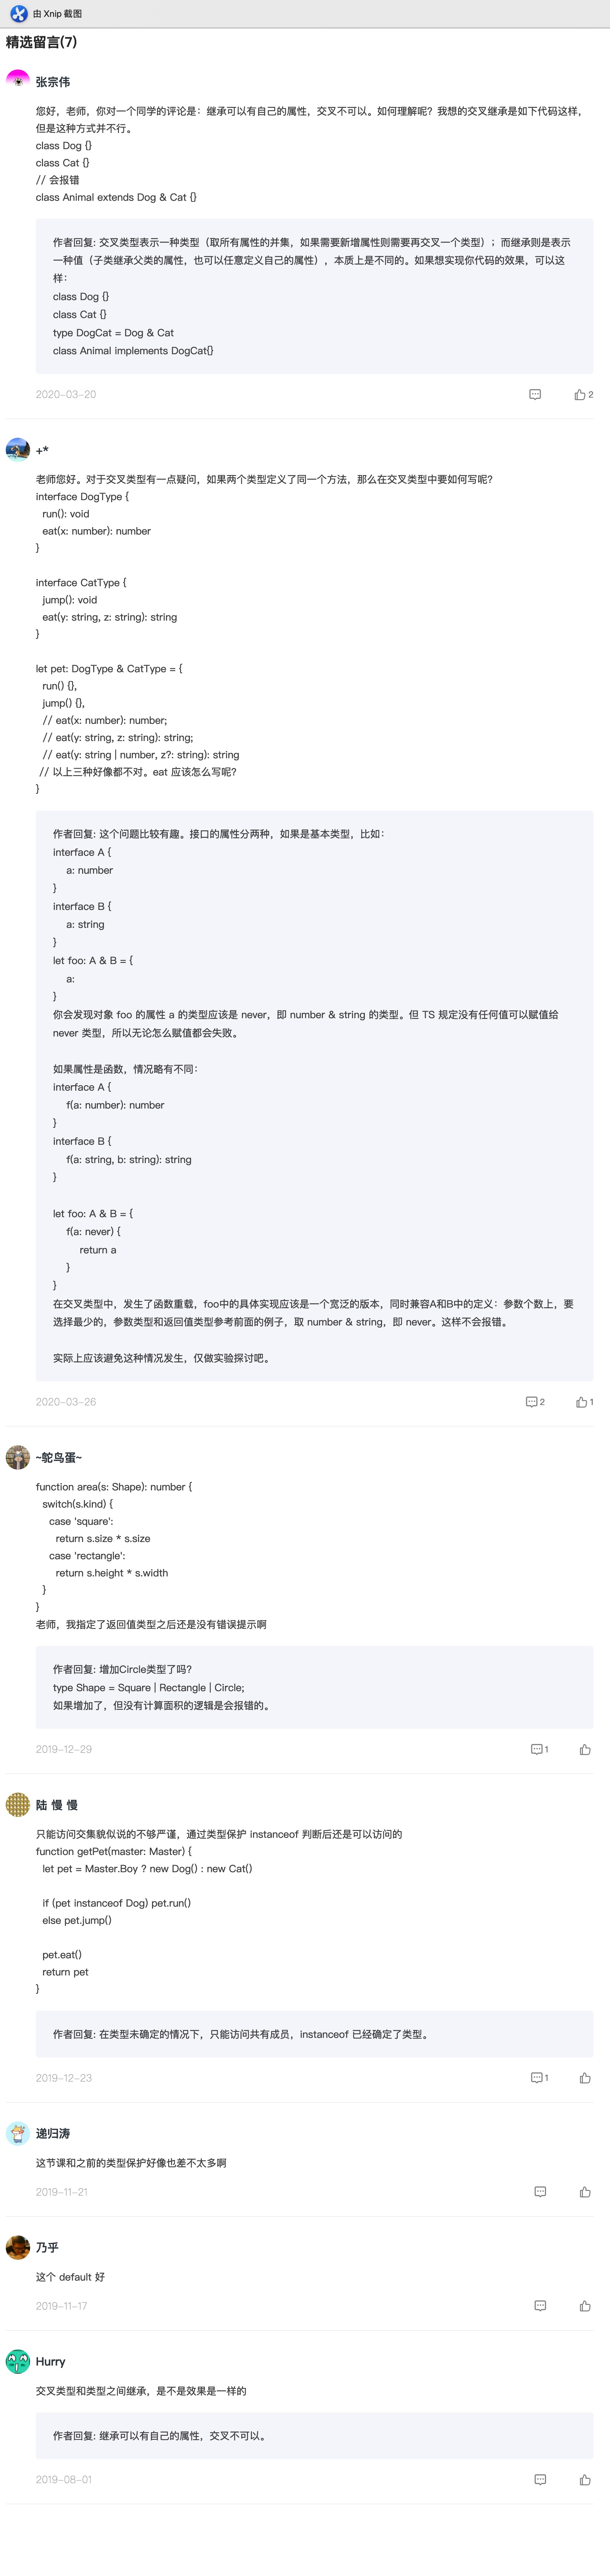 由 Xnip 截图
精选留言(7)
张宗伟
您好，老师，你对一个同学的评论是：继承可以有自己的属性，交叉不可以。如何理解呢？我想的交叉继承是如下代码这样，
但是这种方式并不行。
class Dog {}
class Cat {}
// 会报错
class Animal extends Dog & Cat {}
作者回复: 交叉类型表示一种类型（取所有属性的并集，如果需要新增属性则需要再交叉一个类型）；而继承则是表示
一种值（子类继承父类的属性，也可以任意定义自己的属性），本质上是不同的。如果想实现你代码的效果，可以这
样：
class Dog {}
class Cat {}
type DogCat = Dog & Cat
class Animal implements DogCat{}
2020-03-20
2
+*
老师您好。对于交叉类型有一点疑问，如果两个类型定义了同一个方法，那么在交叉类型中要如何写呢？
interface DogType {
run(): void
eat(x: number): number
}
interface CatType {
jump(): void
eat(y: string, z: string): string
}
let pet: DogType & CatType = {
run() {},
jump() {},
// eat(x: number): number;
// eat(y: string, z: string): string;
// eat(y: string | number, z?: string): string
// 以上三种好像都不对。eat 应该怎么写呢？
}
作者回复: 这个问题比较有趣。接口的属性分两种，如果是基本类型，比如：
interface A {
a: number
}
interface B {
a: string
}
let foo: A & B = {
a:
}
你会发现对象 foo 的属性 a 的类型应该是 never，即 number & string 的类型。但 TS 规定没有任何值可以赋值给
never 类型，所以无论怎么赋值都会失败。
如果属性是函数，情况略有不同：
interface A {
f(a: number): number
}
interface B {
f(a: string, b: string): string
}
let foo: A & B = {
f(a: never) {
return a
}
}
在交叉类型中，发生了函数重载，foo中的具体实现应该是一个宽泛的版本，同时兼容A和B中的定义：参数个数上，要
选择最少的，参数类型和返回值类型参考前面的例子，取 number & string，即 never。这样不会报错。
实际上应该避免这种情况发生，仅做实验探讨吧。
2020-03-26
2
1
~鸵鸟蛋~
function area(s: Shape): number {
switch(s.kind) {
case 'square':
return s.size * s.size
case 'rectangle':
return s.height * s.width
}
}
老师，我指定了返回值类型之后还是没有错误提示啊
作者回复: 增加Circle类型了吗？
type Shape = Square | Rectangle | Circle;
如果增加了，但没有计算面积的逻辑是会报错的。
2019-12-29
1
陆 慢 慢
只能访问交集貌似说的不够严谨，通过类型保护 instanceof 判断后还是可以访问的
function getPet(master: Master) {
let pet = Master.Boy ? new Dog() : new Cat()
if (pet instanceof Dog) pet.run()
else pet.jump()
pet.eat()
return pet
}
作者回复: 在类型未确定的情况下，只能访问共有成员，instanceof 已经确定了类型。
2019-12-23
1
递归涛
这节课和之前的类型保护好像也差不太多啊
2019-11-21
乃乎
这个 default 好
2019-11-17
Hurry
交叉类型和类型之间继承，是不是效果是一样的
作者回复: 继承可以有自己的属性，交叉不可以。
2019-08-01